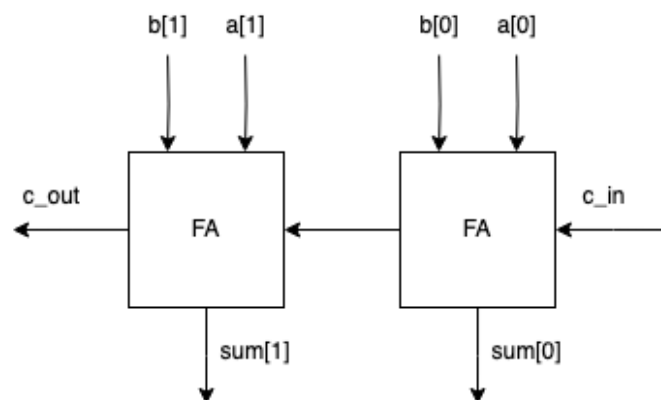 b[1] a[1] b[0] a[0]
c_out FA FA c_in
sum[1] sum[0]